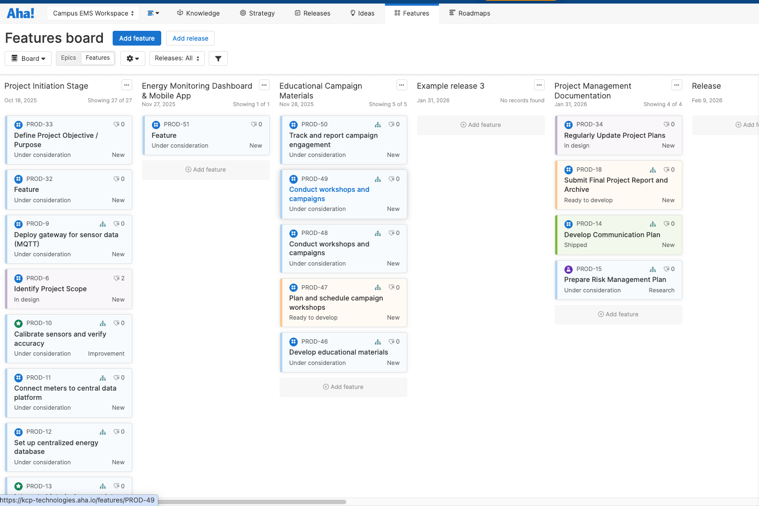 Aha!
Campus EMS Workspace
Knowledge
Strategy
Releases
Ideas
Features
Roadmaps
Features board
Add feature
Add release
Board
Epics
Features
Releases: All
Project Initiation Stage
Oct 18, 2025
Showing 27 of 27
PROD-33
0
Define Project Objective /
Purpose
Under consideration
New
PROD-32
0
Feature
Under consideration
New
PROD-9
0
Deploy gateway for sensor data
(MQTT)
Under consideration
New
PROD-6
2
Identify Project Scope
In design
New
PROD-10
0
Calibrate sensors and verify
accuracy
Under consideration
Improvement
PROD-11
0
Connect meters to central data
platform
Under consideration
New
PROD-12
0
Set up centralized energy
database
Under consideration
New
PROD-13
0
Energy Monitoring Dashboard
& Mobile App
Nov 27, 2025
Showing 1 of 1
PROD-51
0
Feature
Under consideration
New
Add feature
Educational Campaign
Materials
Nov 28, 2025
Showing 5 of 5
PROD-50
0
Track and report campaign
engagement
Under consideration
New
PROD-49
0
Conduct workshops and
campaigns
Under consideration
New
PROD-48
0
Conduct workshops and
campaigns
Under consideration
New
PROD-47
0
Plan and schedule campaign
workshops
Ready to develop
New
PROD-46
0
Develop educational materials
Under consideration
New
Add feature
Example release 3
Jan 31, 2026
No records found
Add feature
Project Management
Documentation
Jan 31, 2026
Showing 4 of 4
PROD-34
0
Regularly Update Project Plans
In design
New
PROD-18
0
Submit Final Project Report and
Archive
Ready to develop
New
PROD-14
0
Develop Communication Plan
Shipped
New
PROD-15
0
Prepare Risk Management Plan
Under consideration
Research
Add feature
Release
Feb 9, 2026
Add
https://kcp-technologies.aha.io/features/PROD-49